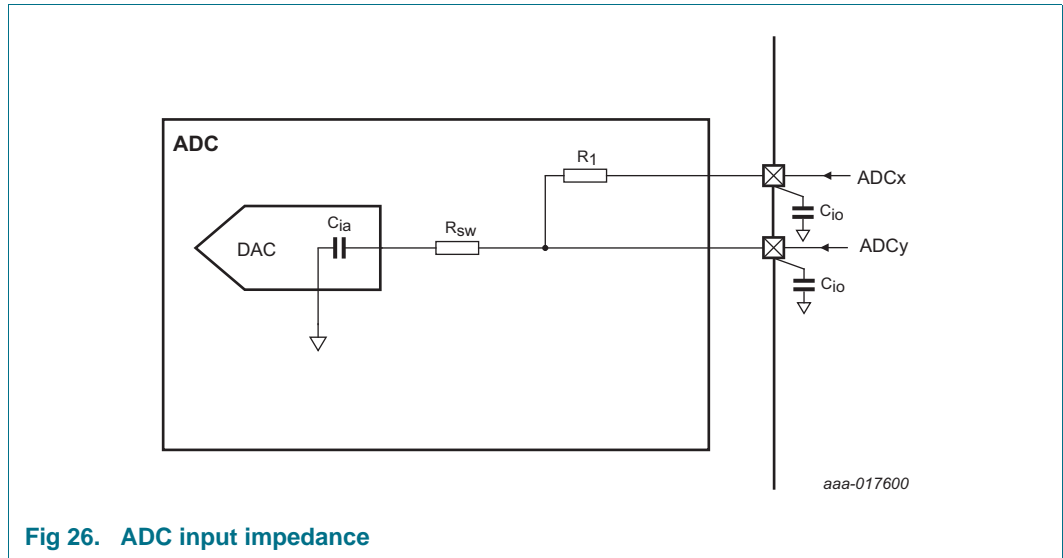 ADC
R1
ADCx
Cio
Cia
Rsw
DAC
ADCy
Cio
aaa-017600
Fig 26. ADC input impedance